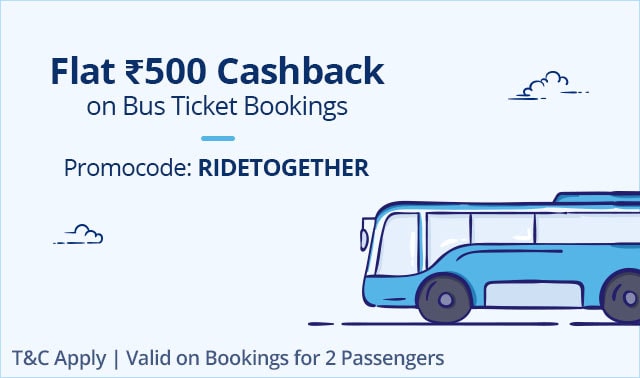 Flat ₹500 Cashback
on Bus Ticket Bookings
Promocode: RIDETOGETHER
T&C Apply | Valid on Bookings for 2 Passengers